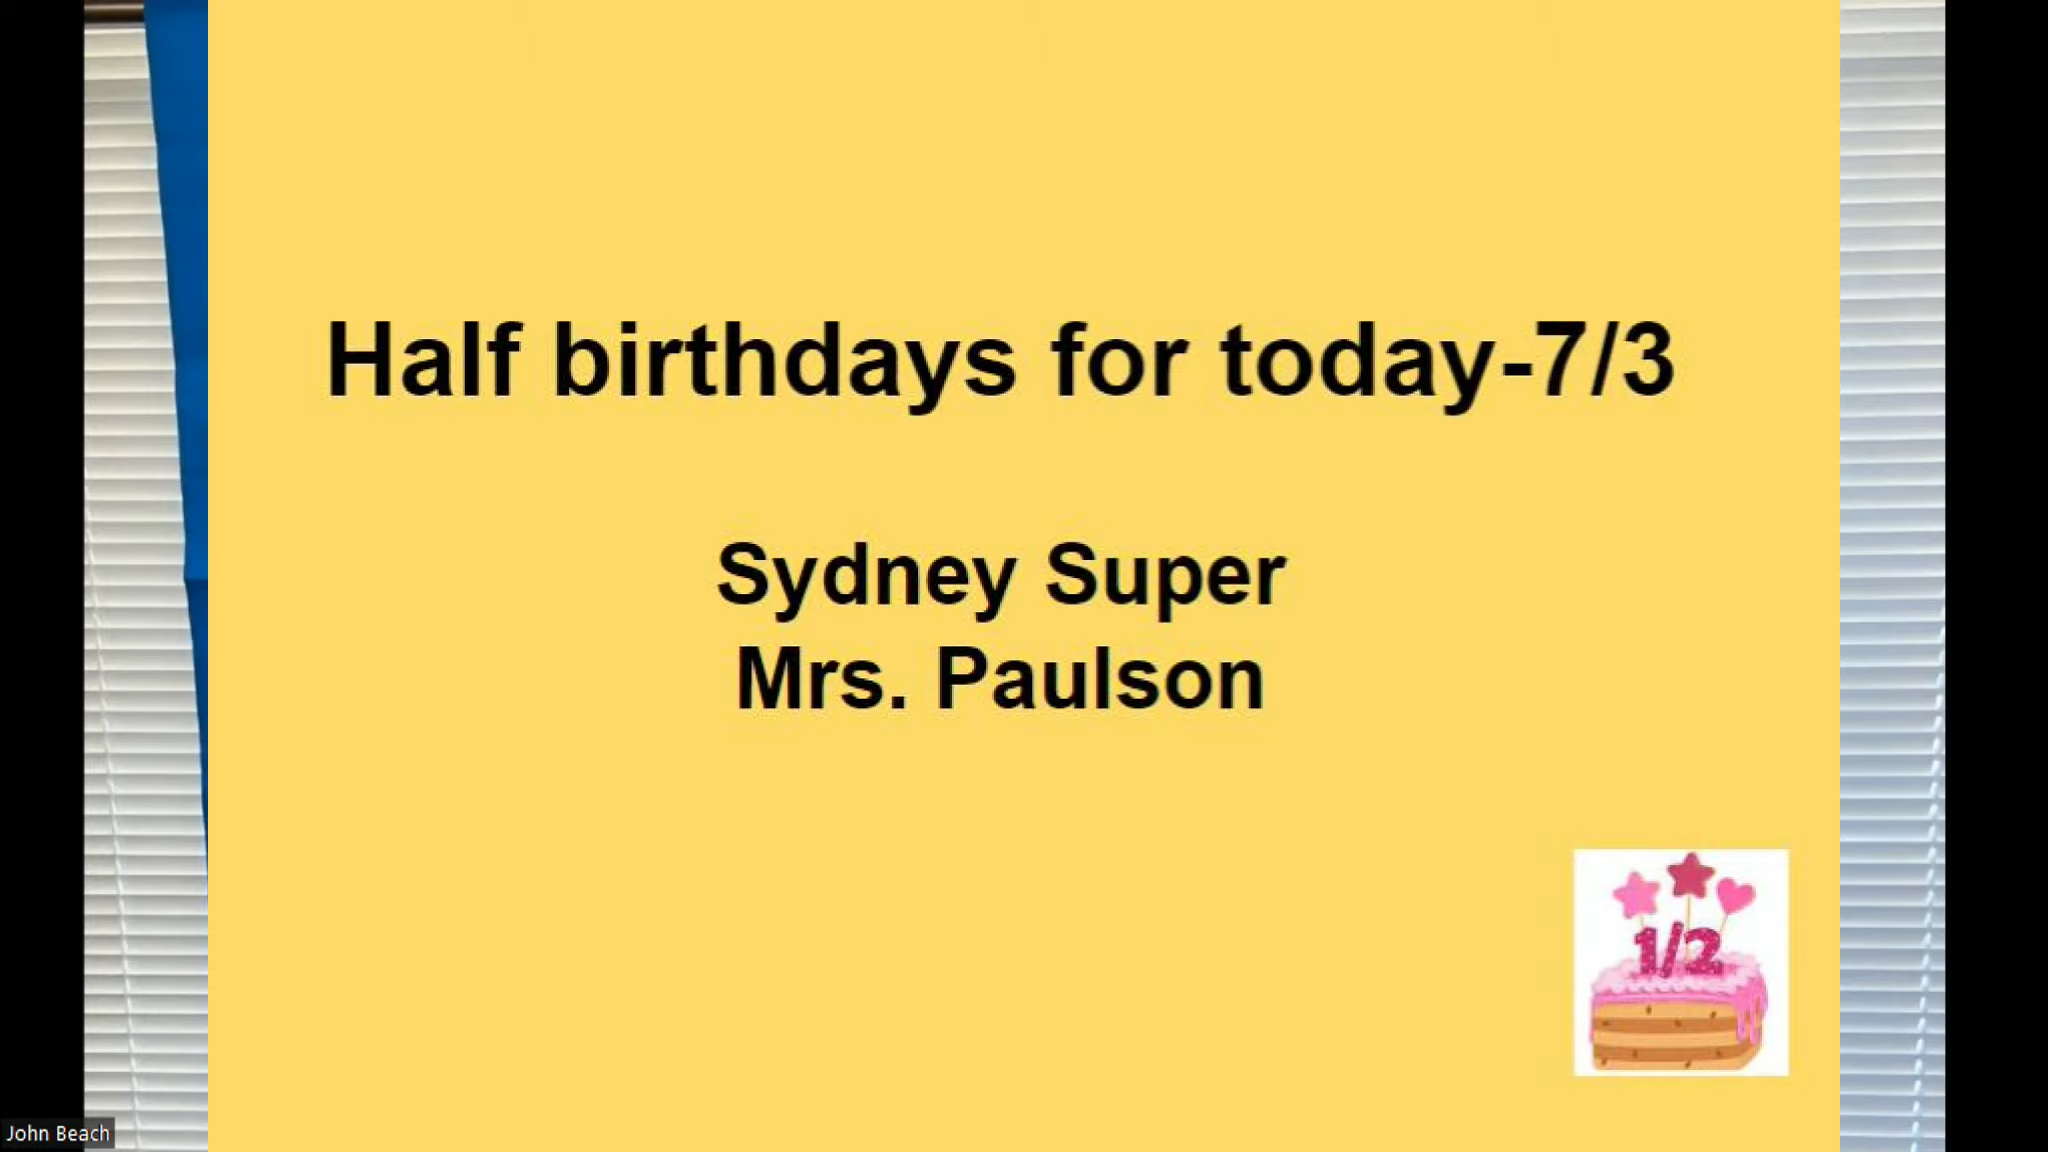 Half birthdays for today-7/3
Sydney Super
Mrs. Paulson
1/2
John Beach